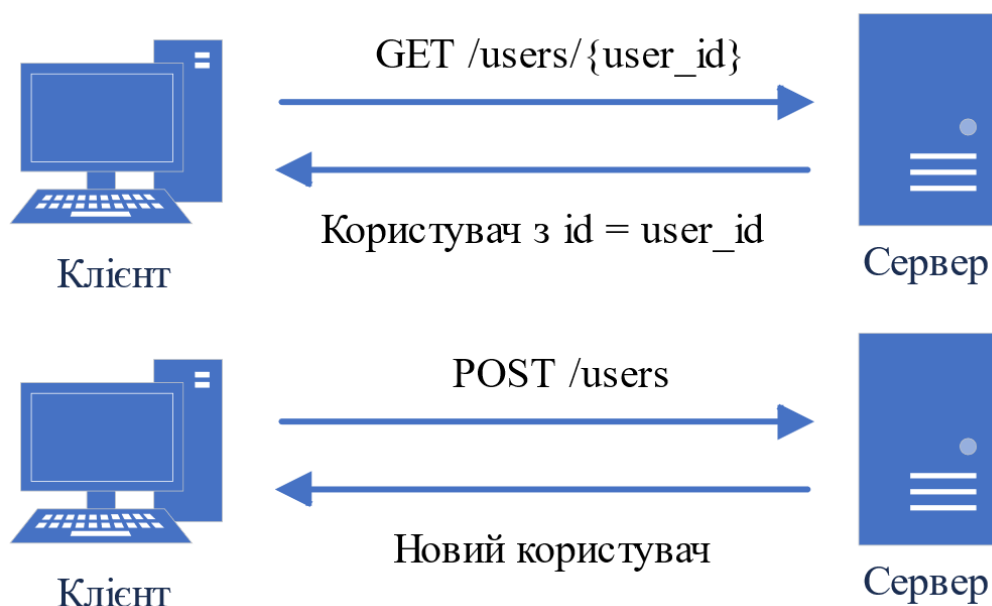 GET /users/{user_id}
Користувач з id = user_id
Клієнт
Сервер
POST /users
Новий користувач
Клієнт
Сервер